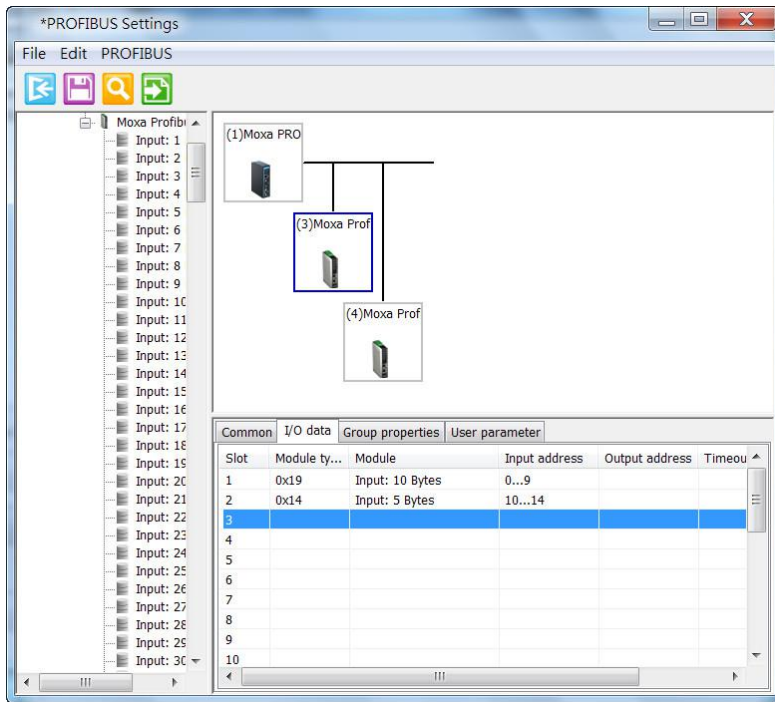 *PROFIBUS Settings
File Edit PROFIBUS
Moxa Profib
Input: 1
Input: 2
Input: 3
Input: 4
Input: 5
Input: 6
Input: 7
Input: 8
Input: 9
Input: 10
Input: 11
Input: 12
Input: 13
Input: 14
Input: 15
Input: 16
Input: 17
Input: 18
Input: 19
Input: 20
Input: 21
Input: 22
Input: 23
Input: 24
Input: 25
Input: 26
Input: 27
Input: 28
Input: 29
Input: 30
(1)Moxa PRO
(3)Moxa Prof
(4)Moxa Prof
Common I/O data Group properties User parameter
Slot Module ty... Module Input address Output address Timeou
1 0x19 Input: 10 Bytes 0...9
2 0x14 Input: 5 Bytes 10...14
3
4
5
6
7
8
9
10